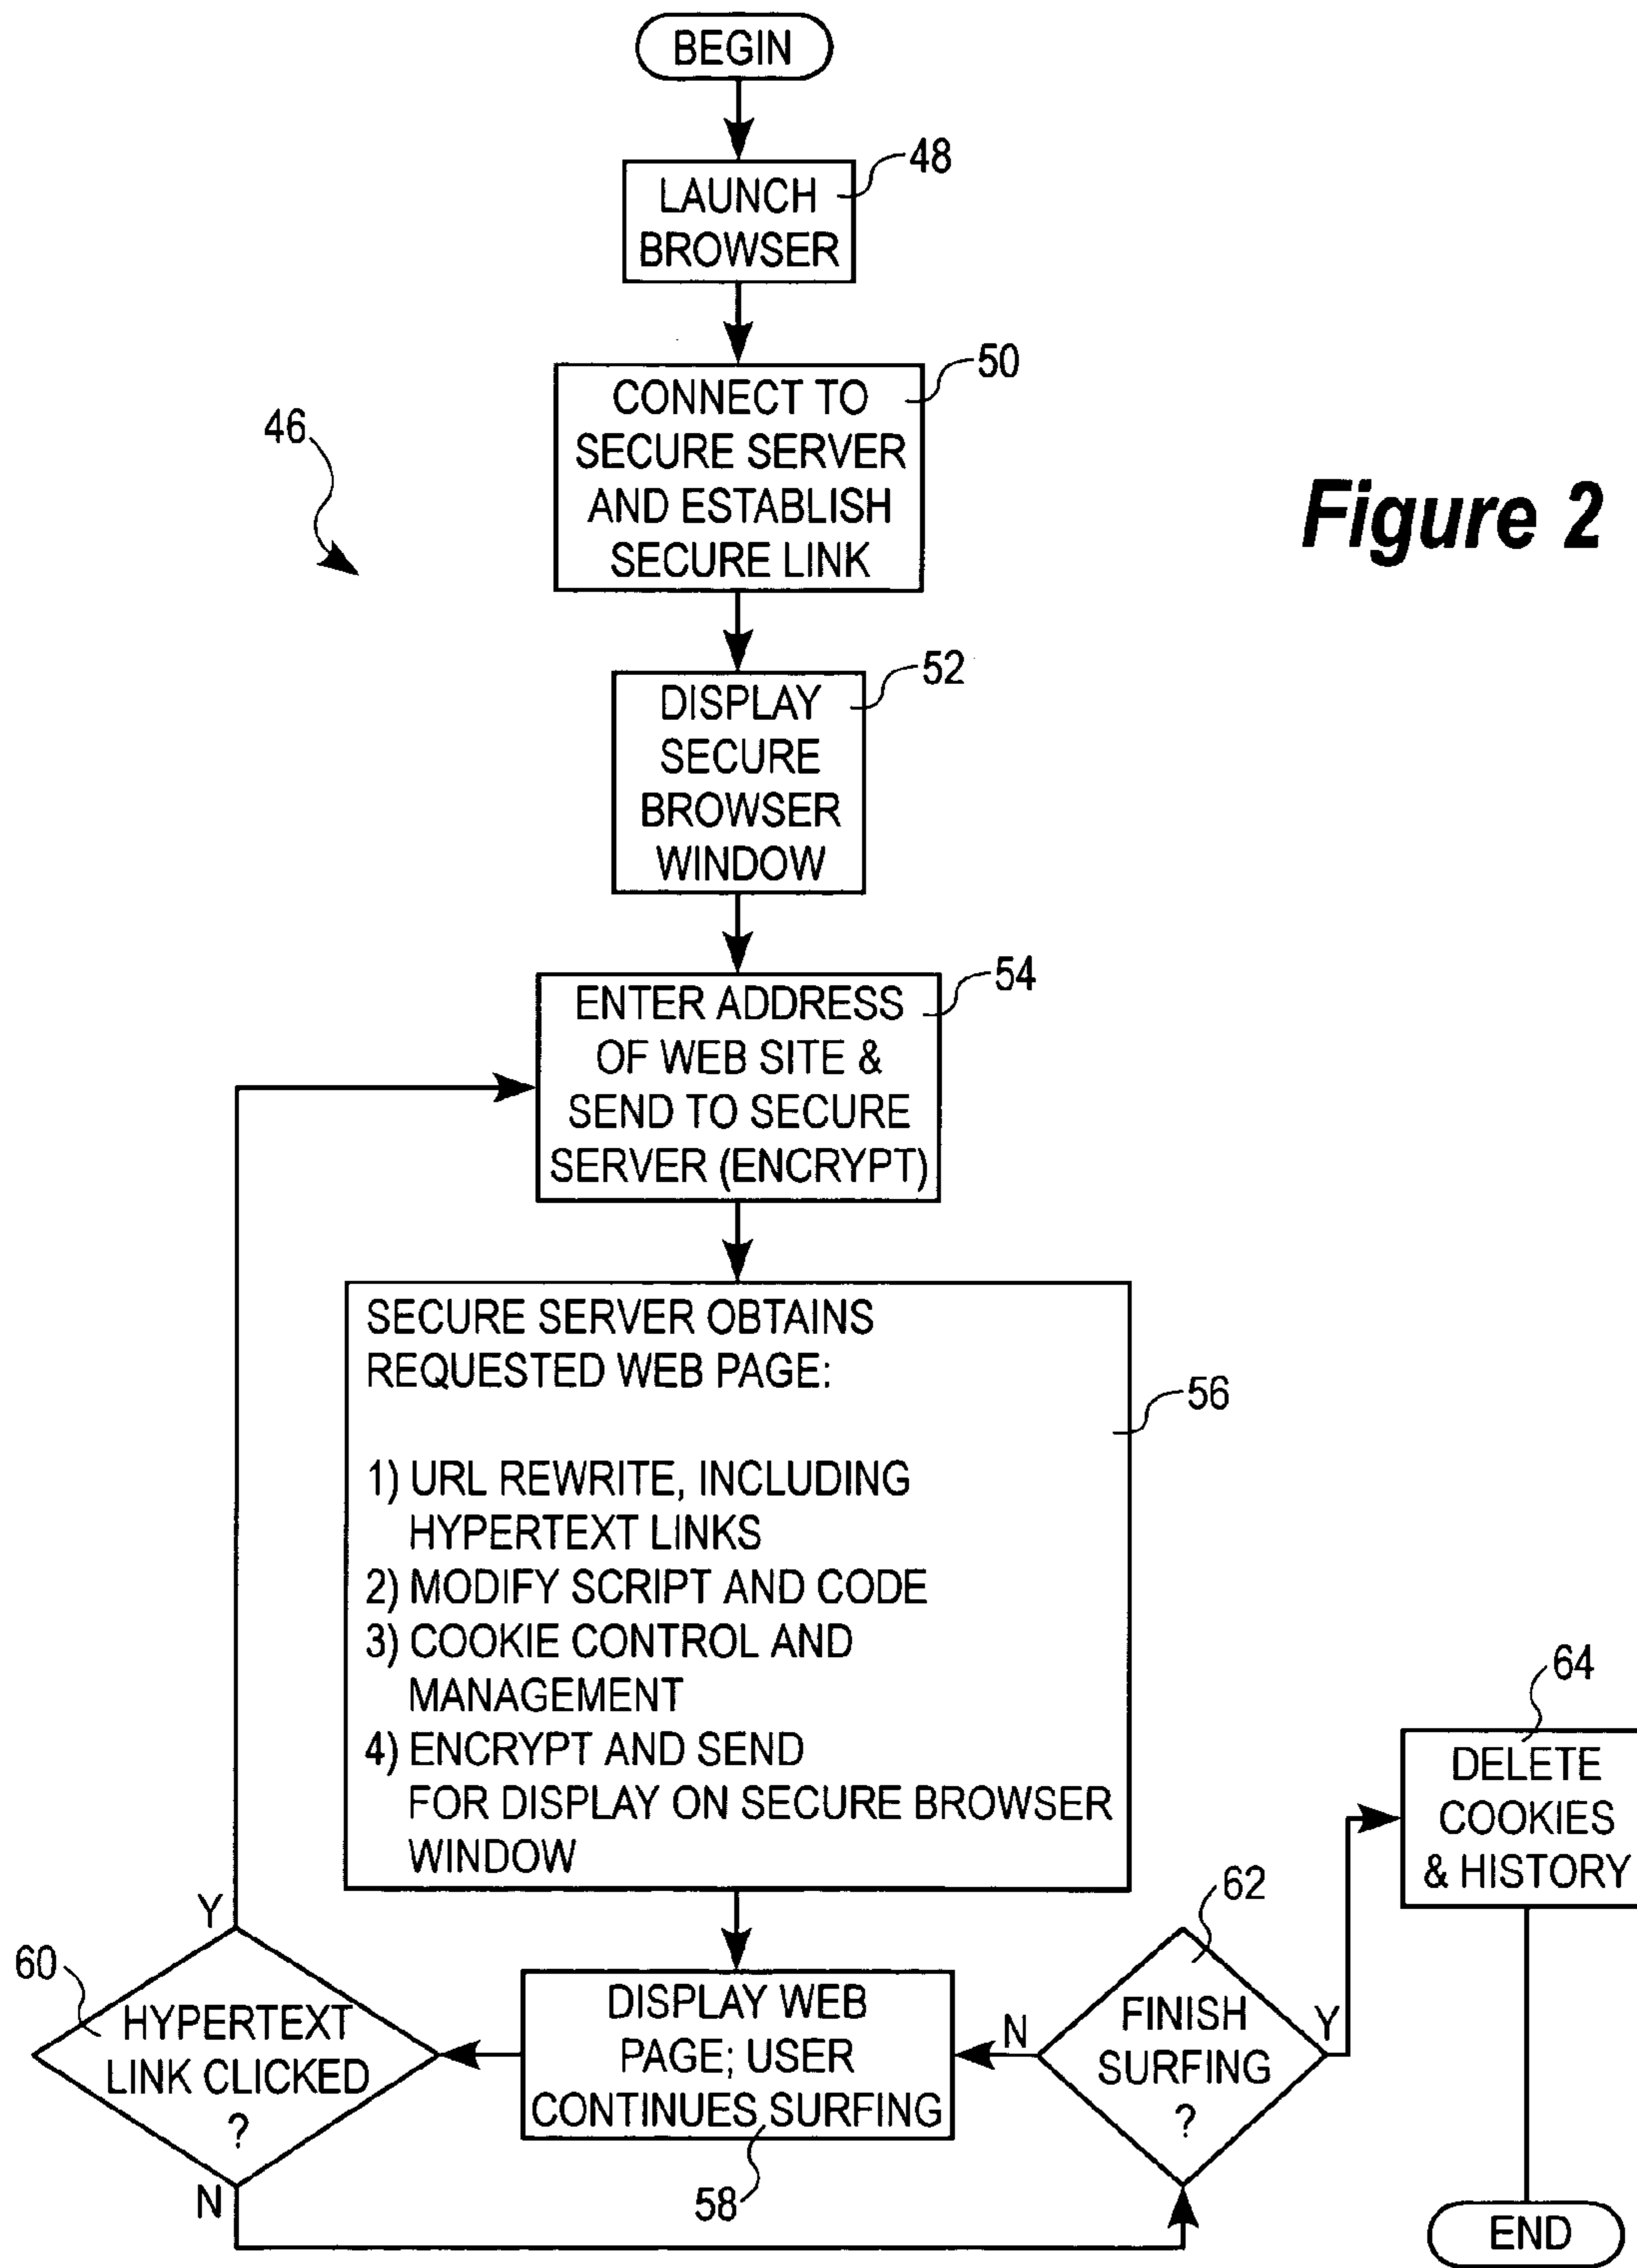 BEGIN
48
LAUNCH
BROWSER
50
CONNECT TO
SECURE SERVER
AND ESTABLISH
SECURE LINK
46
Figure 2
52
DISPLAY
SECURE
BROWSER
WINDOW
54
ENTER ADDRESS
OF WEB SITE &
SEND TO SECURE
SERVER (ENCRYPT)
SECURE SERVER OBTAINS
REQUESTED WEB PAGE:
56
1) URL REWRITE, INCLUDING
HYPERTEXT LINKS
2) MODIFY SCRIPT AND CODE
3) COOKIE CONTROL AND
MANAGEMENT
4) ENCRYPT AND SEND
FOR DISPLAY ON SECURE BROWSER
WINDOW
64
DELETE
COOKIES
& HISTORY
Y
60
HYPERTEXT
LINK CLICKED
?
N
DISPLAY WEB
PAGE; USER
CONTINUES SURFING
58
N
62
FINISH
SURFING
?
Y
END